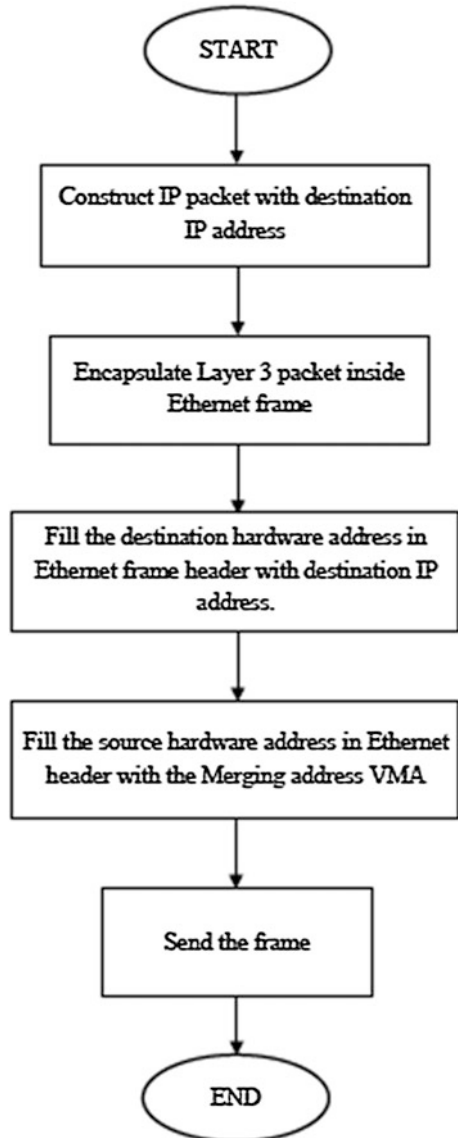 START
Construct IP packet with destination
IP address
Encapsulate Layer 3 packet inside
Ethernet frame
Fill the destination hardware address in
Ethernet frame header with destination IP
address.
Fill the source hardware address in Ethernet
header with the Merging address VMA
Send the frame
END